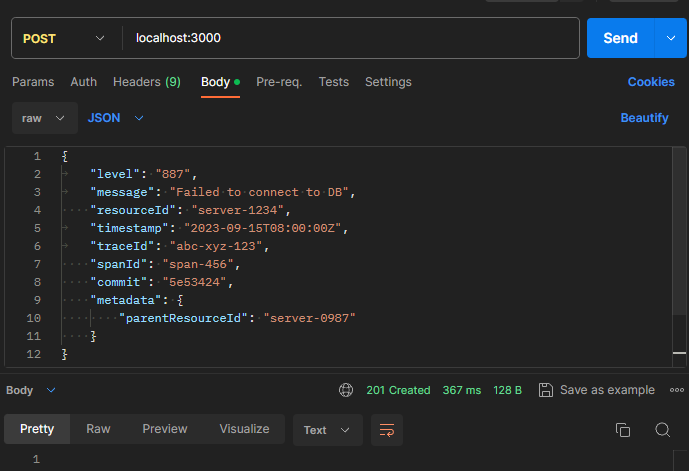 POST localhost:3000 Send
Params Auth Headers (9) Body Pre-req. Tests Settings Cookies
raw JSON Beautify
1 {
2 "level": "887",
3 "message": "Failed to connect to DB",
4 "resourceId": "server-1234",
5 "timestamp": "2023-09-15T08:00:00Z",
6 "traceId": "abc-xyz-123",
7 "spanId": "span-456",
8 "commit": "5e53424",
9 "metadata": {
10 "parentResourceId": "server-0987"
11 }
12 }
Body 201 Created 367 ms 128 B Save as example
Pretty Raw Preview Visualize Text
1